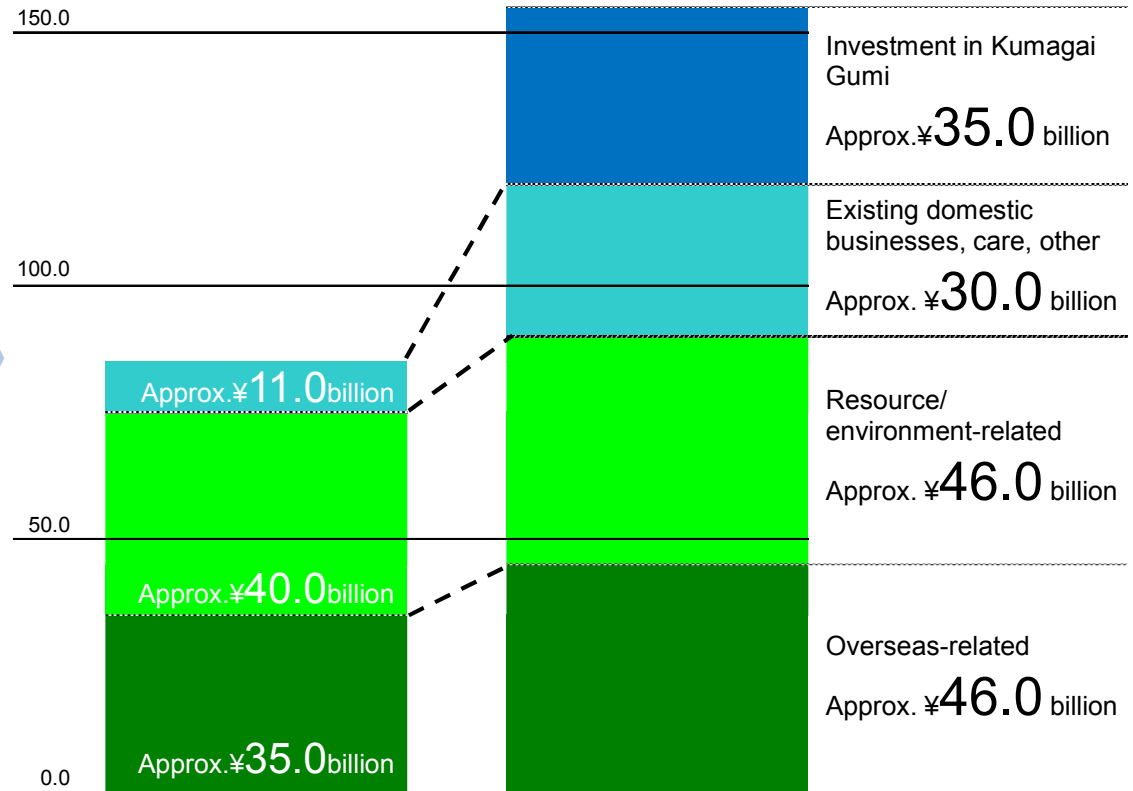 150.0
100.0
50.0
0.0
Approx.¥11.0billion
Approx.¥40.0billion
Approx.¥35.0billion
Investment in Kumagai
Gumi
Approx.¥35.0 billion
Existing domestic
businesses, care, other
Approx. ¥30.0 billion
Resource/
environment-related
Approx. ¥46.0 billion
Overseas-related
Approx. ¥46.0 billion